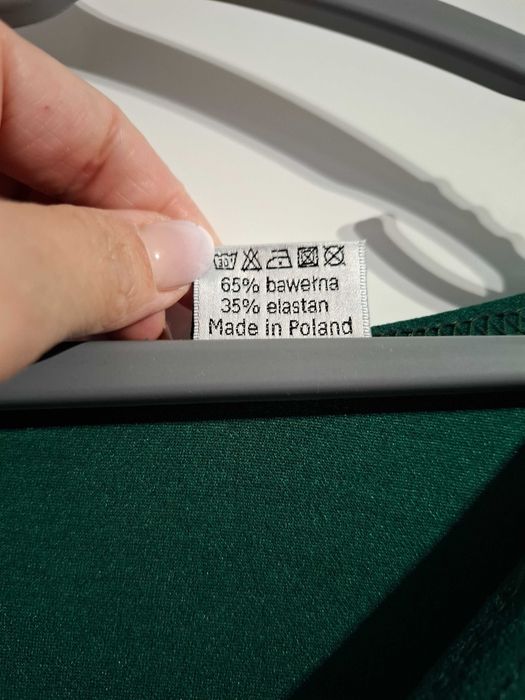 65% bawełna
35% elastan
Made in Poland